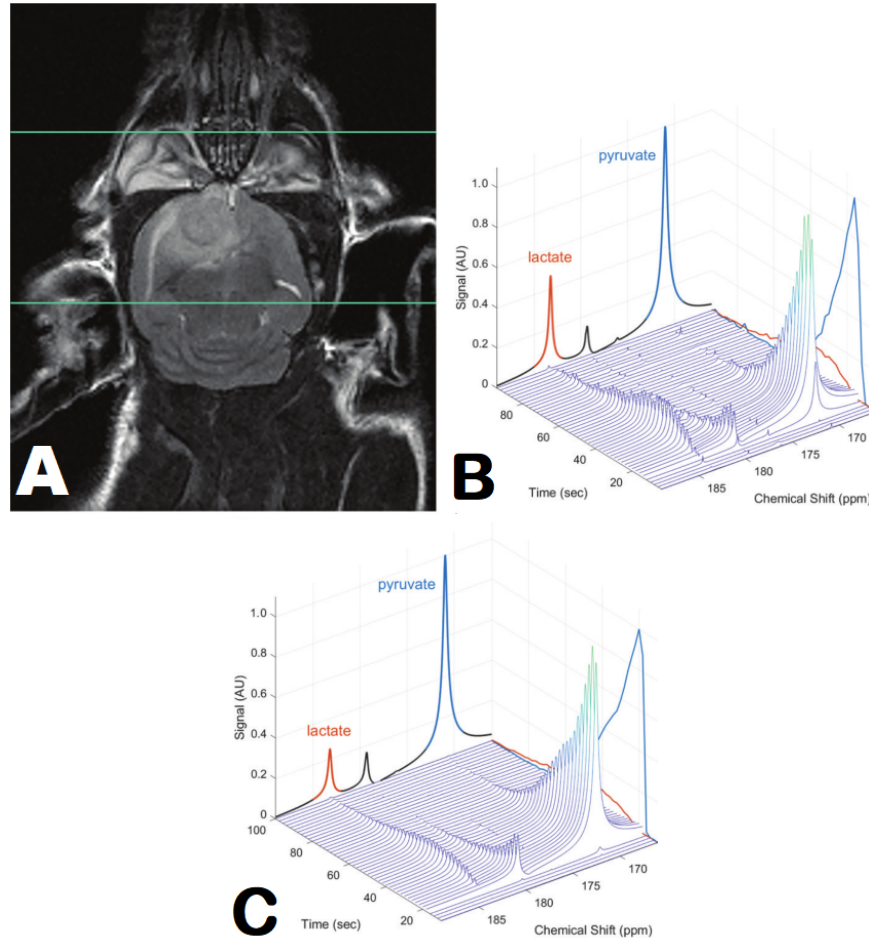 A
pyruvate
lactate
1.0
0.8
0.6
0.4
0.2
0
Signal (AU)
80
60
40
20
Time (sec)
185
180
175
170
Chemical Shift (ppm)
B
pyruvate
lactate
1.0
0.8
0.6
0.4
0.2
0
Signal (AU)
100
80
60
40
20
Time (sec)
185
180
175
170
Chemical Shift (ppm)
C